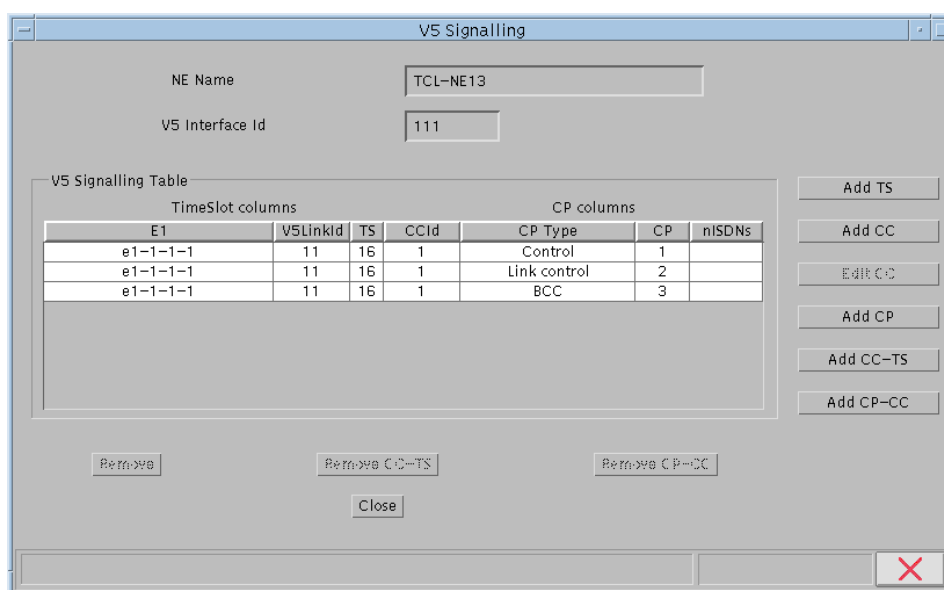 V5 Signalling
NE Name TCL-NE13
V5 Interface Id 111
V5 Signalling Table
TimeSlot columns CP columns
E1 V5LinkId TS CCId CP Type CP nISDNs
e1-1-1-1 11 16 1 Control 1
e1-1-1-1 11 16 1 Link control 2
e1-1-1-1 11 16 1 BCC 3
Add TS
Add CC
Edit CC
Add CP
Add CC-TS
Add CP-CC
Remove Remove CC-TS Remove CP-CC
Close